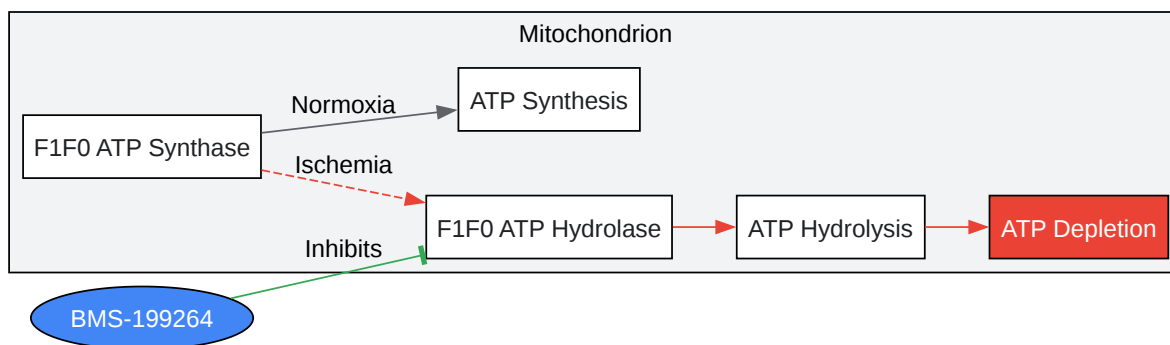 Mitochondrion
Normoxia
ATP Synthesis
F1F0 ATP Synthase
Ischemia
F1F0 ATP Hydrolase
ATP Hydrolysis
ATP Depletion
Inhibits
BMS-199264